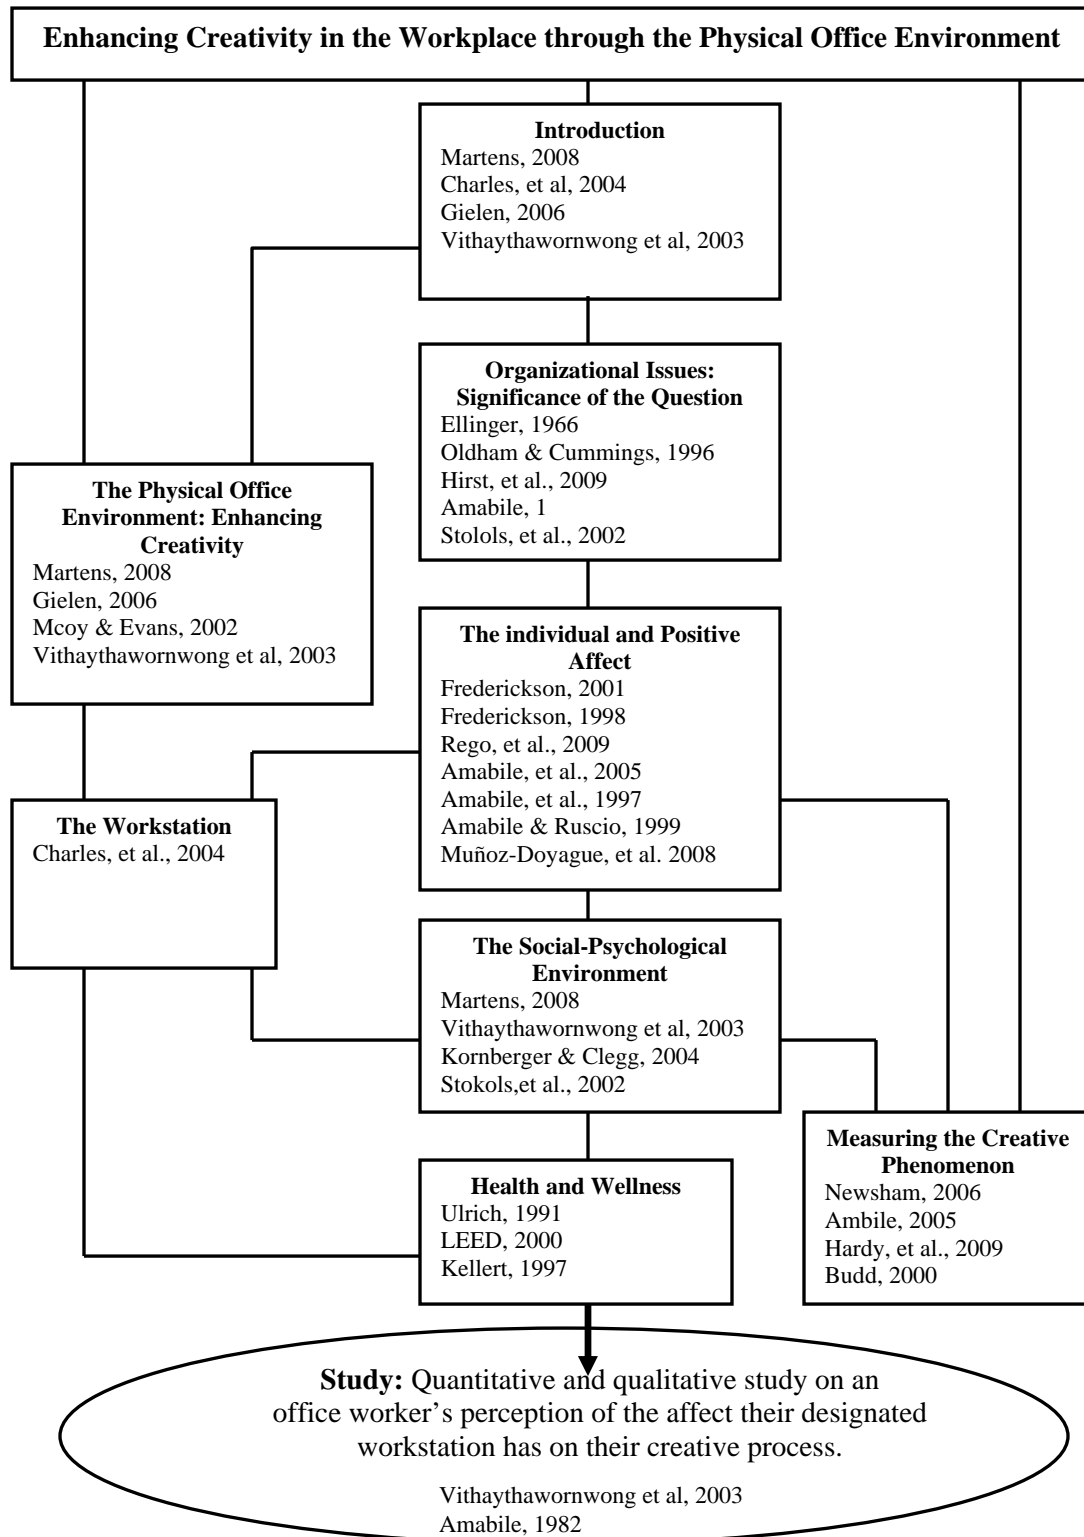 Enhancing Creativity in the Workplace through the Physical Office Environment
Introduction
Martens, 2008
Charles, et al, 2004
Gielen, 2006
Vithaythawornwong et al, 2003
Organizational Issues:
Significance of the Question
Ellinger, 1966
Oldham & Cummings, 1996
Hirst, et al., 2009
Amabile, 1
Stolols, et al., 2002
The Physical Office
Environment: Enhancing
Creativity
Martens, 2008
Gielen, 2006
Mcoy & Evans, 2002
Vithaythawornwong et al, 2003
The individual and Positive
Affect
Frederickson, 2001
Frederickson, 1998
Rego, et al., 2009
Amabile, et al., 2005
Amabile, et al., 1997
Amabile & Ruscio, 1999
Muñoz-Doyague, et al. 2008
The Workstation
Charles, et al., 2004
The Social-Psychological
Environment
Martens, 2008
Vithaythawornwong et al, 2003
Kornberger & Clegg, 2004
Stokols,et al., 2002
Measuring the Creative
Phenomenon
Newsham, 2006
Ambile, 2005
Hardy, et al., 2009
Budd, 2000
Health and Wellness
Ulrich, 1991
LEED, 2000
Kellert, 1997
Study: Quantitative and qualitative study on an
office worker’s perception of the affect their designated
workstation has on their creative process.
Vithaythawornwong et al, 2003
Amabile, 1982